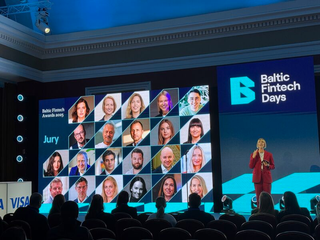 Baltic Fintech
Awards 2025
Jury
Baltic
Fintech
Days
VISA